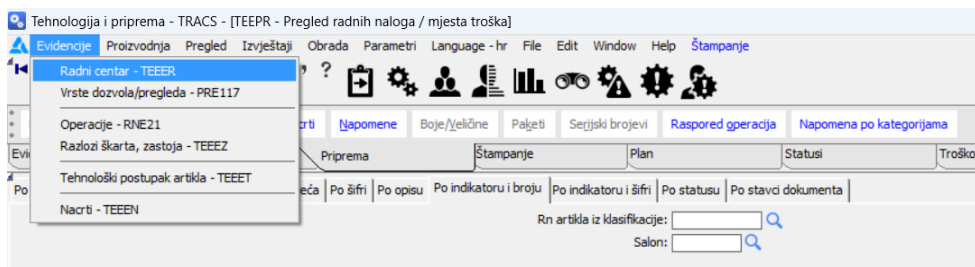 Tehnologija i priprema - TRACS - [TEEPR - Pregled radnih naloga / mjesta troška]
Evidencije Proizvodnja Pregled Izvještaji Obrada Parametri Language - hr File Edit Window Help Štampanje
Radni centar - TEEER
Vrste dozvola/pregleda - PRE117
Operacije - RNE21
Razlozi škarta, zastoja - TEEEZ
Tehnološki postupak artikla - TEEET
Nacrti - TEEEN
?
crti Napomene Boje/Veličine Paketi Serijski brojevi Raspored operacija Napomena po kategorijama
Evi Priprema Štampanje Plan Statusi Troško
Po eća Po šifri Po opisu Po indikatoru i broju Po indikatoru i šifri Po statusu Po stavci dokumenta
Rn artikla iz klasifikacije:
Salon: